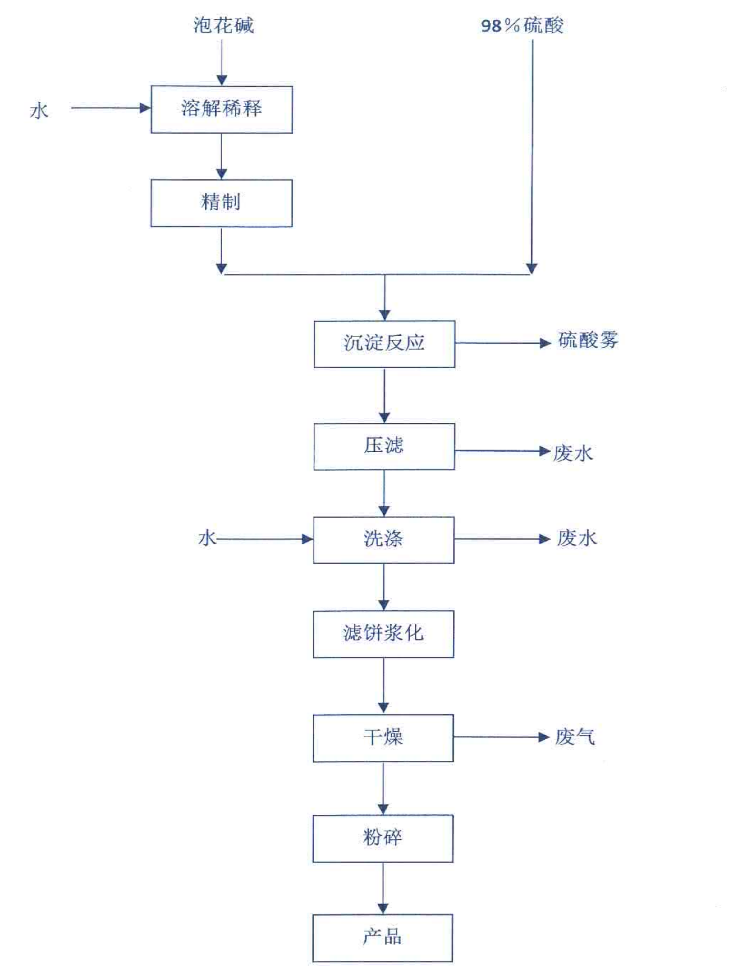 泡花碱
98%硫酸
水
溶解稀释
精制
沉淀反应
硫酸雾
压滤
废水
水
洗涤
废水
滤饼浆化
干燥
废气
粉碎
产品